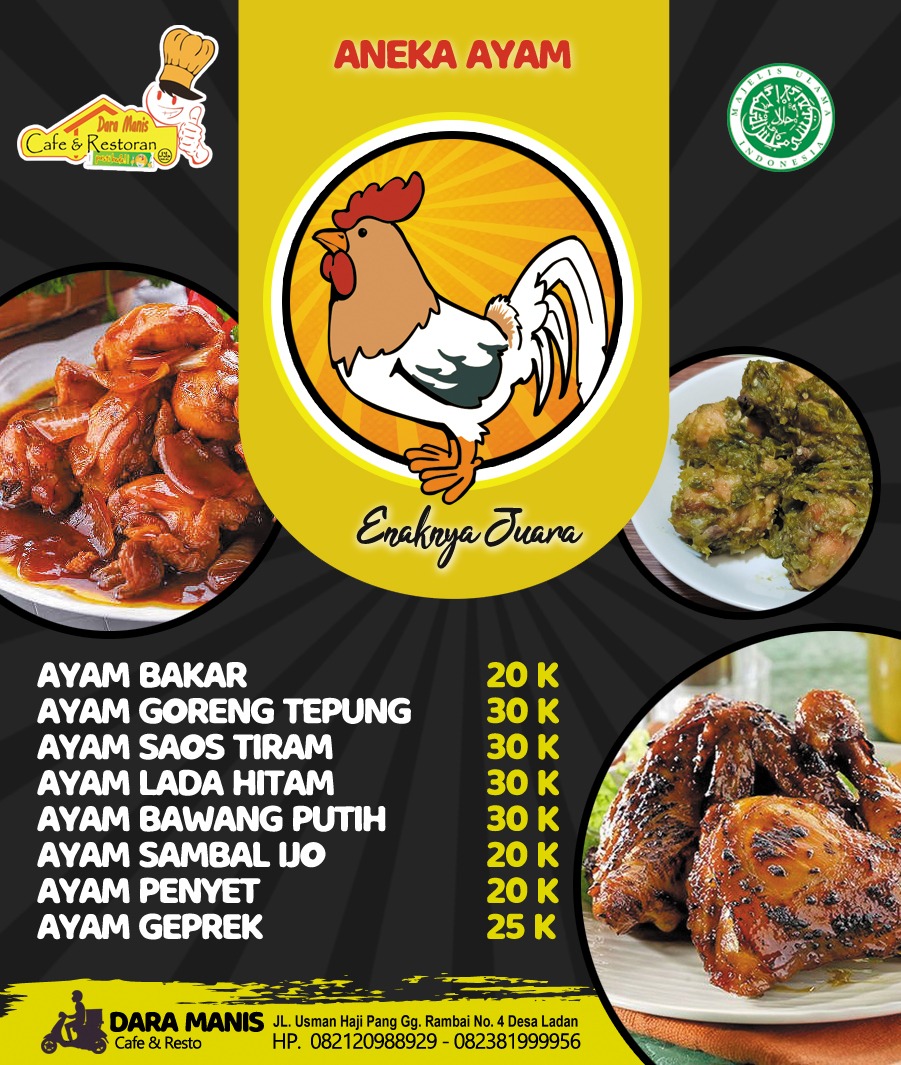 ANEKA AYAM
Dara Manis
Cafe & Restoran
MAJELIS ULAMA
INDONESIA
حلال
Enaknya Juara
AYAM BAKAR 20 K
AYAM GORENG TEPUNG 30 K
AYAM SAOS TIRAM 30 K
AYAM LADA HITAM 30 K
AYAM BAWANG PUTIH 30 K
AYAM SAMBAL IJO 20 K
AYAM PENYET 20 K
AYAM GEPREK 25 K
DARA MANIS
Cafe & Resto
JL. Usman Haji Pang Gg. Rambai No. 4 Desa Ladan
HP. 082120988929 - 082381999956